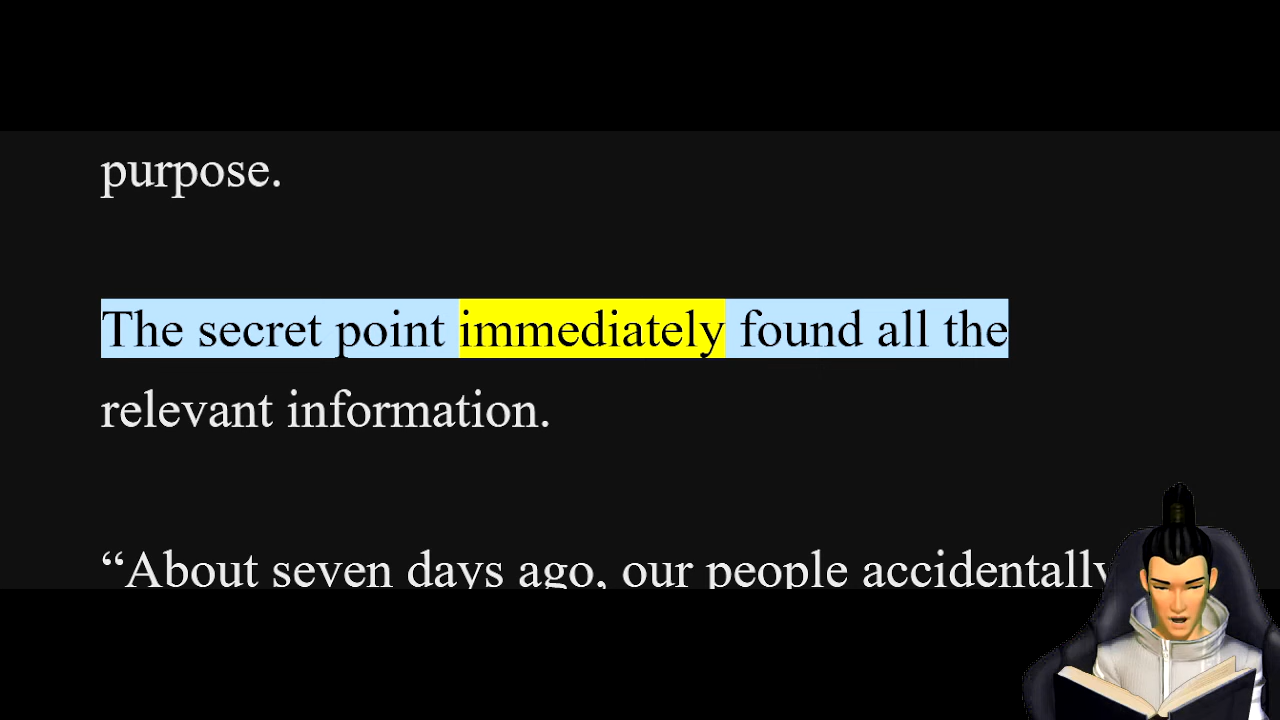 purpose.
The secret point immediately found all the
relevant information.
“About seven days ago, our people accidentally